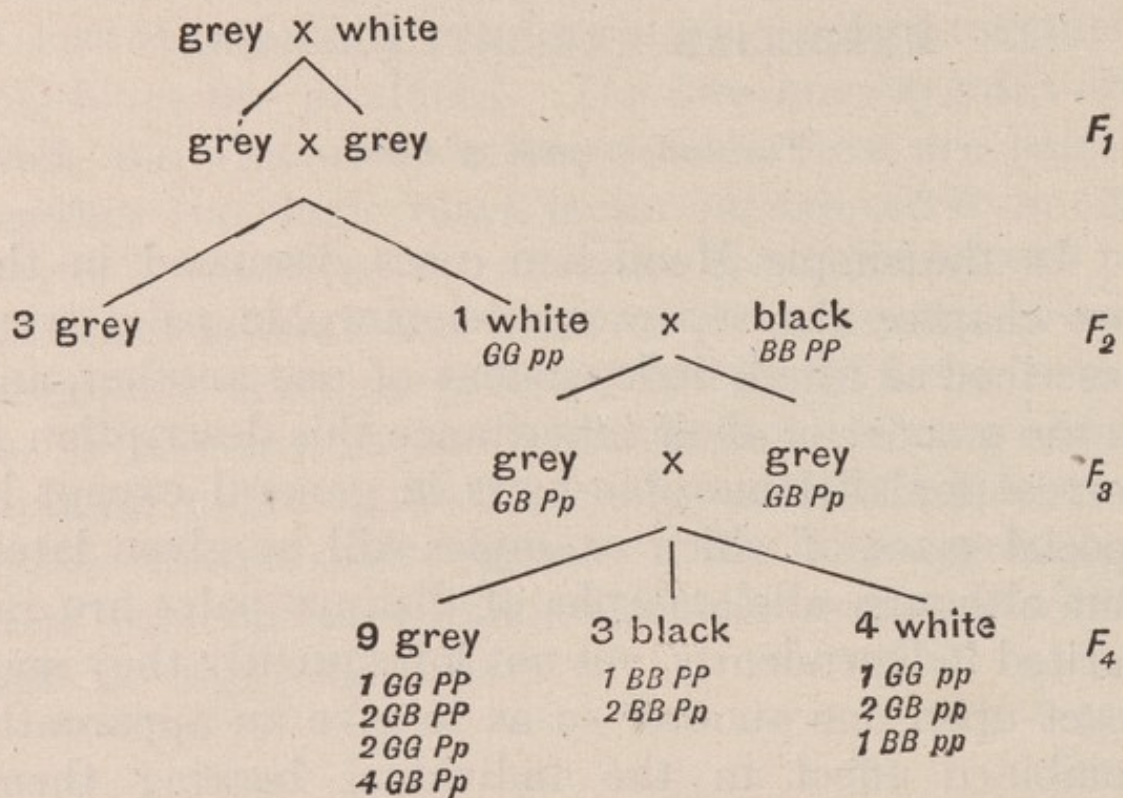 grey x white
grey x grey F₁
3 grey 1 white x black F₂
GG pp BB PP
grey x grey F₃
GB Pp GB Pp
9 grey 3 black 4 white F₄
1 GG PP 1 BB PP 1 GG pp
2 GB PP 2 BB Pp 2 GB pp
2 GG Pp 1 BB pp
4 GB Pp